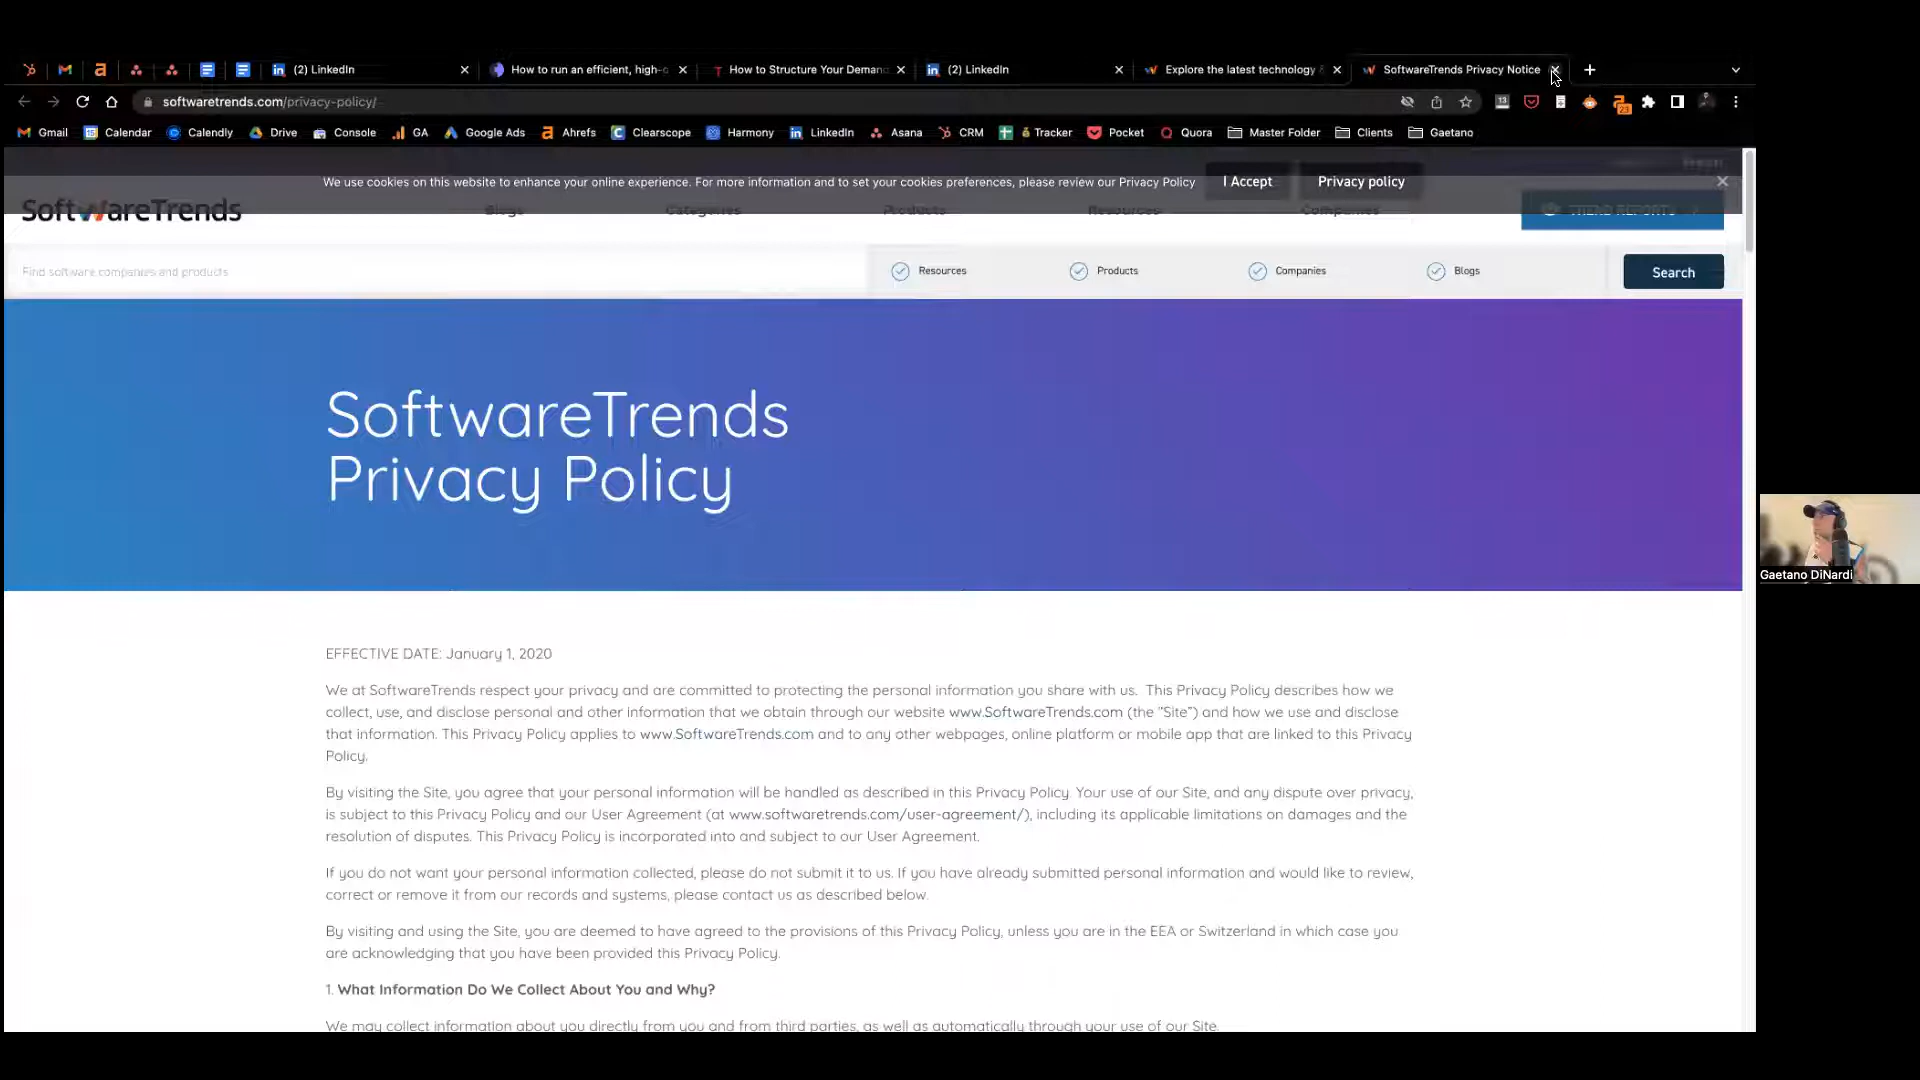 (2) LinkedIn
How to run an efficient, high-c
How to Structure Your Deman
(2) LinkedIn
Explore the latest technology &
SoftwareTrends Privacy Notice
softwaretrends.com/privacy-policy/
13
23
Gmail
Calendar
Calendly
Drive
Console
GA
Google Ads
Ahrefs
Clearscope
Harmony
LinkedIn
Asana
CRM
Tracker
Pocket
Quora
Master Folder
Clients
Gaetano
We use cookies on this website to enhance your online experience. For more information and to set your cookies preferences, please review our Privacy Policy
I Accept
Privacy policy
SoftwareTrends
Blogs
Categories
Products
Resources
Companies
TREND REPORTS
Find software companies and products
Resources
Products
Companies
Blogs
Search
SoftwareTrends
Privacy Policy
Gaetano DiNardi
EFFECTIVE DATE: January 1, 2020
We at SoftwareTrends respect your privacy and are committed to protecting the personal information you share with us. This Privacy Policy describes how we
collect, use, and disclose personal and other information that we obtain through our website www.SoftwareTrends.com (the "Site") and how we use and disclose
that information. This Privacy Policy applies to www.SoftwareTrends.com and to any other webpages, online platform or mobile app that are linked to this Privacy
Policy.
By visiting the Site, you agree that your personal information will be handled as described in this Privacy Policy. Your use of our Site, and any dispute over privacy,
is subject to this Privacy Policy and our User Agreement (at www.softwaretrends.com/user-agreement/), including its applicable limitations on damages and the
resolution of disputes. This Privacy Policy is incorporated into and subject to our User Agreement.
If you do not want your personal information collected, please do not submit it to us. If you have already submitted personal information and would like to review,
correct or remove it from our records and systems, please contact us as described below.
By visiting and using the Site, you are deemed to have agreed to the provisions of this Privacy Policy, unless you are in the EEA or Switzerland in which case you
are acknowledging that you have been provided this Privacy Policy.
1. What Information Do We Collect About You and Why?
We may collect information about you directly from you and from third parties, as well as automatically through your use of our Site.